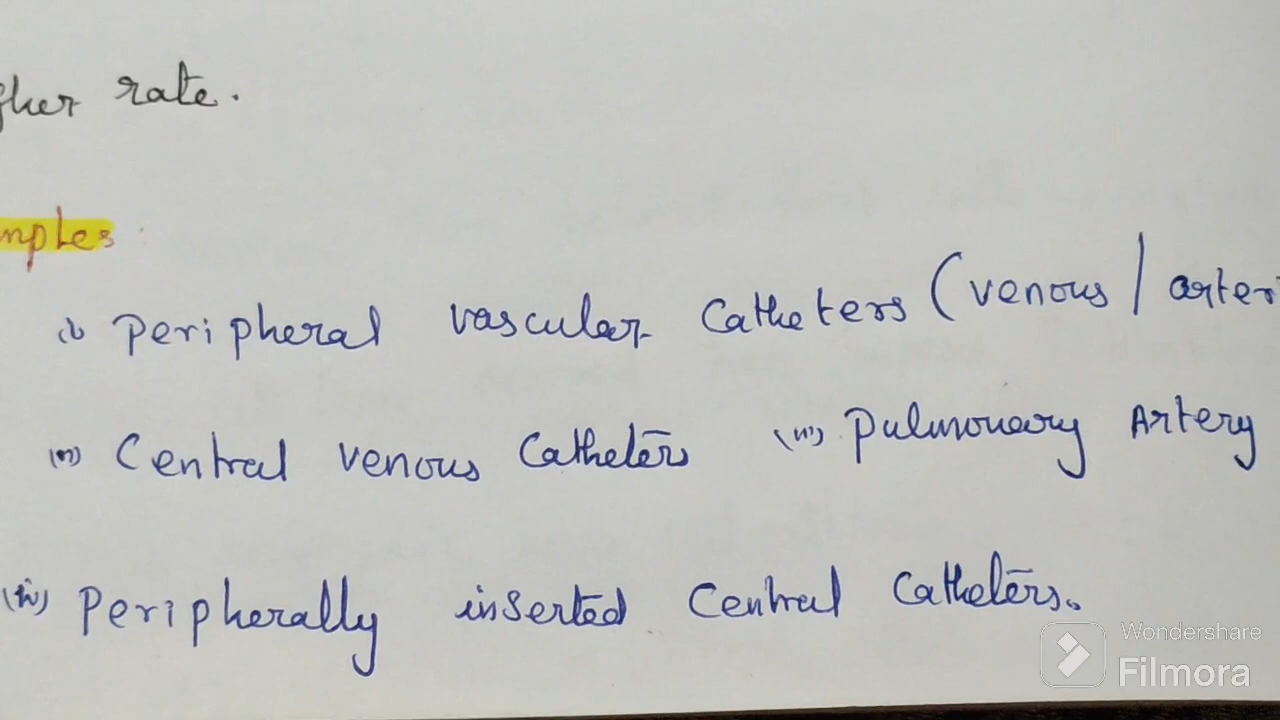 gher rate.
mples:
(i) Peripheral vascular catheters (venous / arter
(ii) Central venous Catheters (iii) Pulmonary Artery
(iv) Peripherally inserted Central Catheters.
Wondershare
Filmora